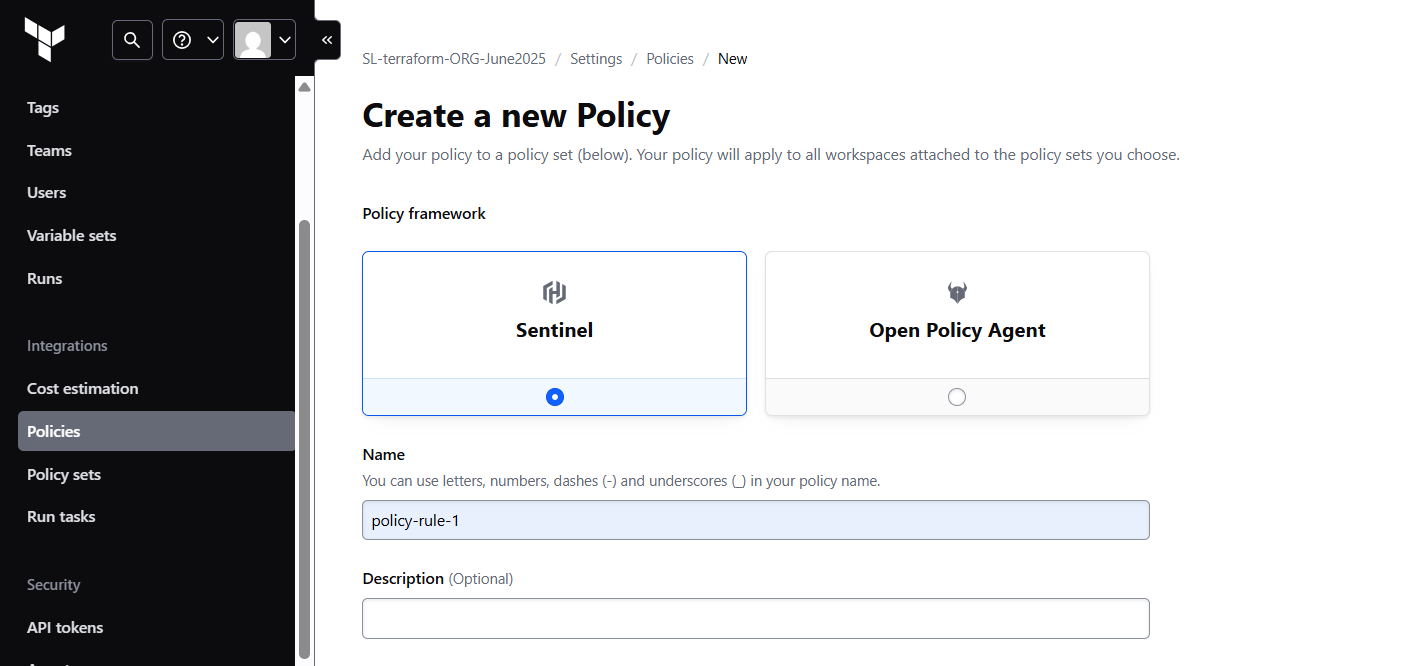 Tags
Teams
Users
Variable sets
Runs
Integrations
Cost estimation
Policies
Policy sets
Run tasks
Security
API tokens
SL-terraform-ORG-June2025 / Settings / Policies / New
Create a new Policy
Add your policy to a policy set (below). Your policy will apply to all workspaces attached to the policy sets you choose.
Policy framework
Sentinel
Open Policy Agent
Name
You can use letters, numbers, dashes (-) and underscores (_) in your policy name.
policy-rule-1
Description (Optional)